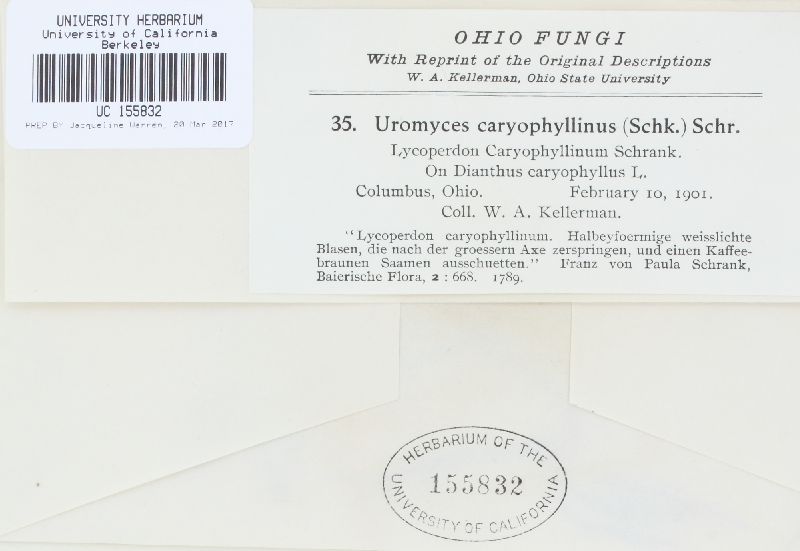 UNIVERSITY HERBARIUM
University of California
Berkeley
UC 155832
PREP BY Jacqueline Warren, 20 Mar 2017
OHIO FUNGI
With Reprint of the Original Descriptions
W. A. Kellerman, Ohio State University
35. Uromyces caryophyllinus (Schk.) Schr.
Lycoperdon Caryophyllinum Schrank.
On Dianthus caryophyllus L.
Columbus, Ohio. February 10, 1901.
Coll. W. A. Kellerman.
"Lycoperdon caryophyllinum. Halbeyfoermige weisslichte
Blasen, die nach der groessern Axe zerspringen, und einen Kaffee-
braunen Saamen ausschuetten." Franz von Paula Schrank,
Baierische Flora, 2 : 668. 1789.
HERBARIUM OF THE
155832
UNIVERSITY OF CALIFORNIA